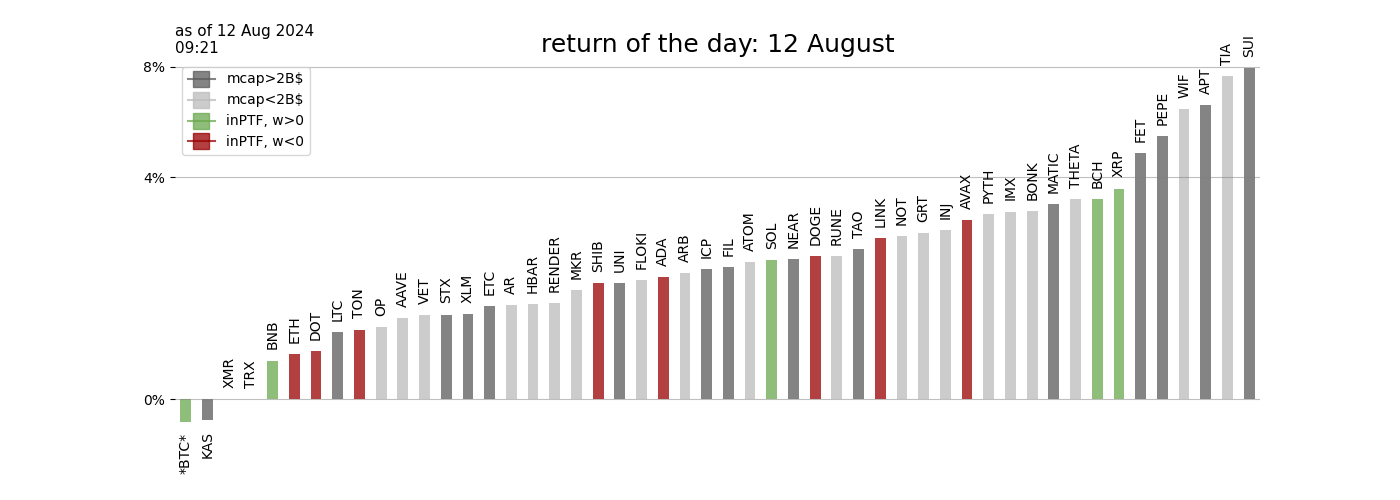 as of 12 Aug 2024
09:21
return of the day: 12 August
8%
4%
0%
mcap>2B$
mcap<2B$
inPTF, w>0
inPTF, w<0
*BTC*
KAS
XMR
TRX
BNB
ETH
DOT
LTC
TON
OP
AAVE
VET
STX
XLM
ETC
AR
HBAR
RENDER
MKR
SHIB
UNI
FLOKI
ADA
ARB
ICP
FIL
ATOM
SOL
NEAR
DOGE
RUNE
TAO
LINK
NOT
GRT
INJ
AVAX
PYTH
IMX
BONK
MATIC
THETA
BCH
XRP
FET
PEPE
WIF
APT
TIA
SUI